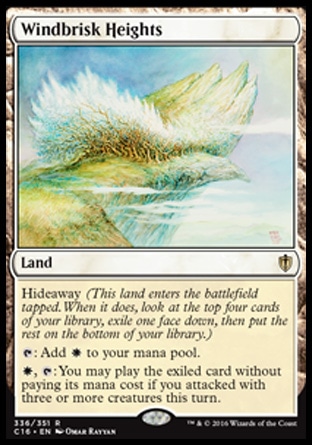 Windbrisk Heights
Land
Hideaway (This land enters the battlefield
tapped. When it does, look at the top four cards
of your library, exile one face down, then put the
rest on the bottom of your library.)
: Add to your mana pool.
, : You may play the exiled card without
paying its mana cost if you attacked with
three or more creatures this turn.
336/351 R
C16 • EN Omar Rayyan
™ & © 2016 Wizards of the Coast